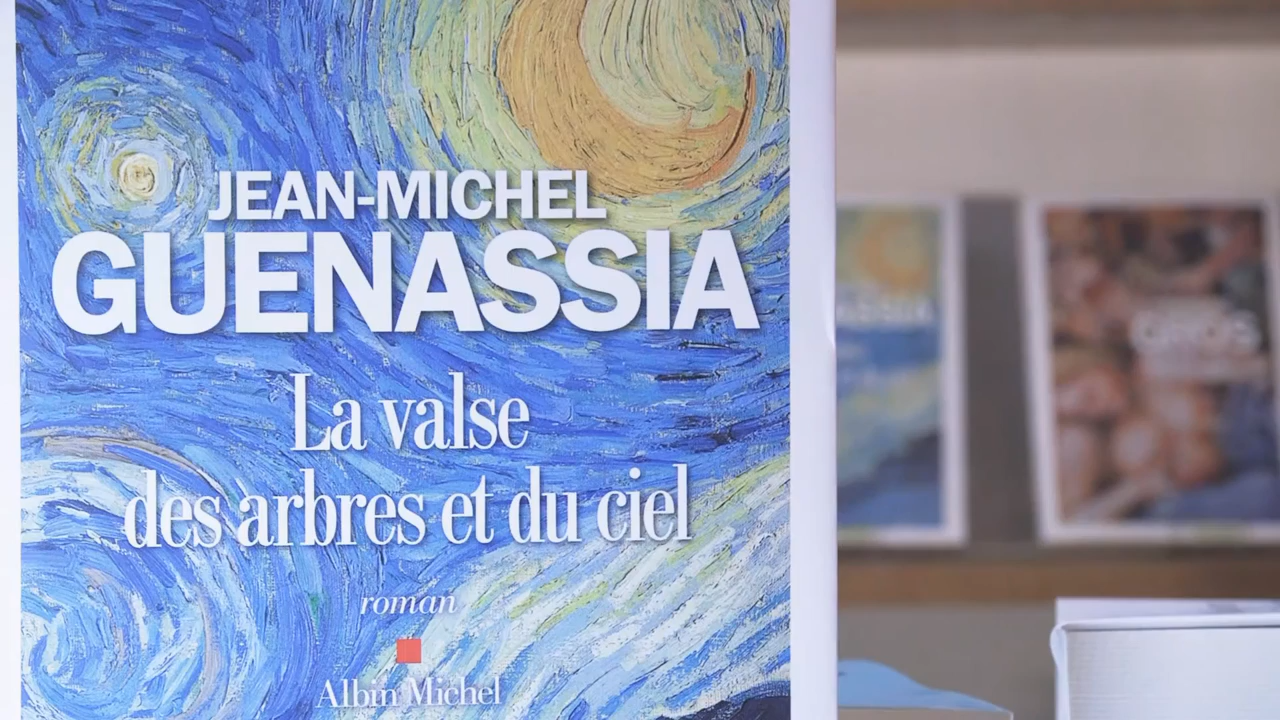 JEAN-MICHEL
GUENASSIA
La valse
des arbres et du ciel
roman
Albin Michel